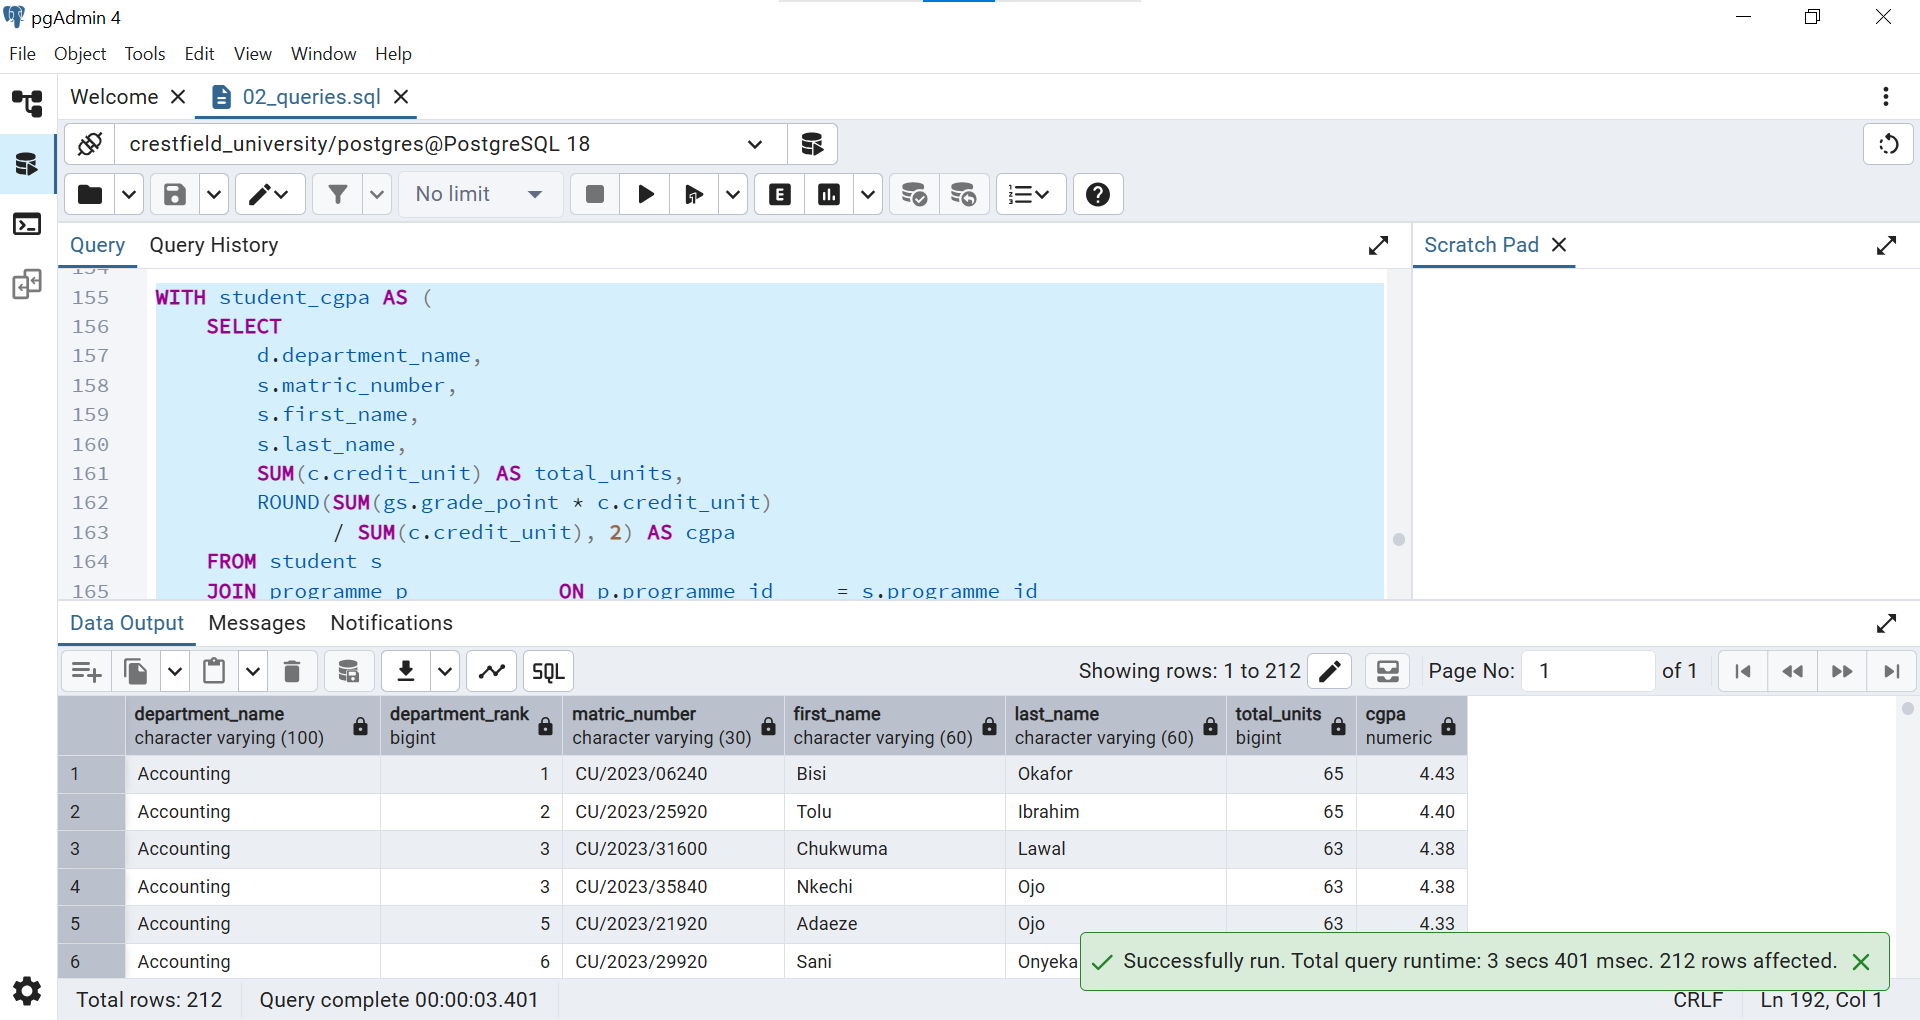 pgAdmin 4
File Object Tools Edit View Window Help
Welcome 02_queries.sql
crestfield_university/postgres@PostgreSQL 18
No limit E
Query Query History Scratch Pad
154
155 WITH student_cgpa AS (
156 SELECT
157 d.department_name,
158 s.matric_number,
159 s.first_name,
160 s.last_name,
161 SUM(c.credit_unit) AS total_units,
162 ROUND(SUM(gs.grade_point * c.credit_unit)
163 / SUM(c.credit_unit), 2) AS cgpa
164 FROM student s
165 JOIN programme p ON p.programme_id = s.programme_id
Data Output Messages Notifications
SQL Showing rows: 1 to 212 Page No: 1 of 1
department_name department_rank matric_number first_name last_name total_units cgpa
character varying (100) bigint character varying (30) character varying (60) character varying (60) bigint numeric
1 Accounting 1 CU/2023/06240 Bisi Okafor 65 4.43
2 Accounting 2 CU/2023/25920 Tolu Ibrahim 65 4.40
3 Accounting 3 CU/2023/31600 Chukwuma Lawal 63 4.38
4 Accounting 3 CU/2023/35840 Nkechi Ojo 63 4.38
5 Accounting 5 CU/2023/21920 Adaeze Ojo 63 4.33
6 Accounting 6 CU/2023/29920 Sani Onyeka
Successfully run. Total query runtime: 3 secs 401 msec. 212 rows affected.
Total rows: 212 Query complete 00:00:03.401 CRLF Ln 192, Col 1